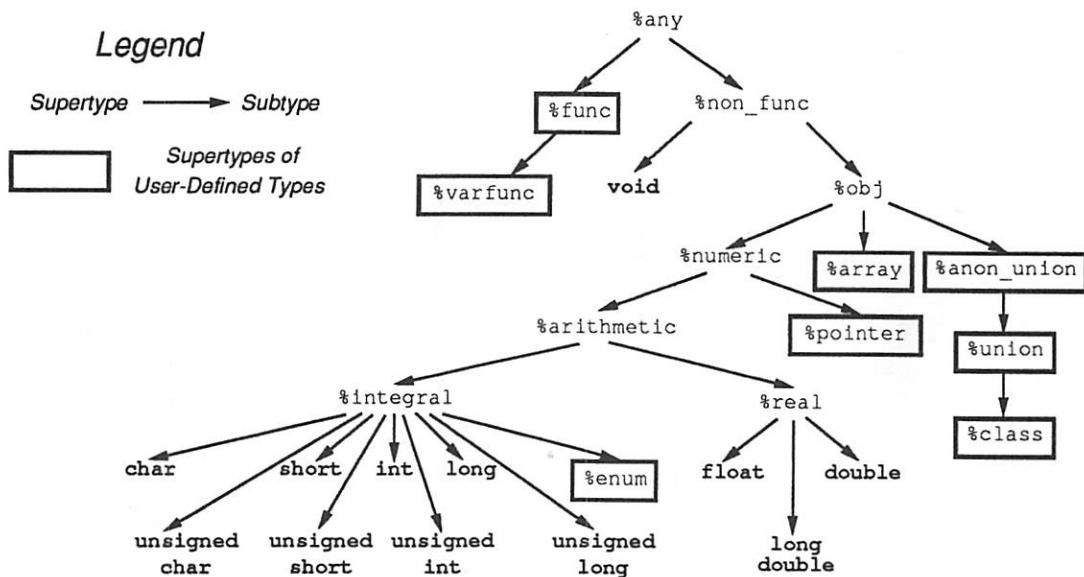 %any
Legend
Supertype Subtype
%func
%non_func
Supertypes of
User-Defined Types
%varfunc
void
%obj
%numeric
%array
%anon_union
%arithmetic
%pointer
%union
%integral
%real
%class
char
short
int
long
%enum
float
double
unsigned
char
unsigned
short
unsigned
int
unsigned
long
long
double